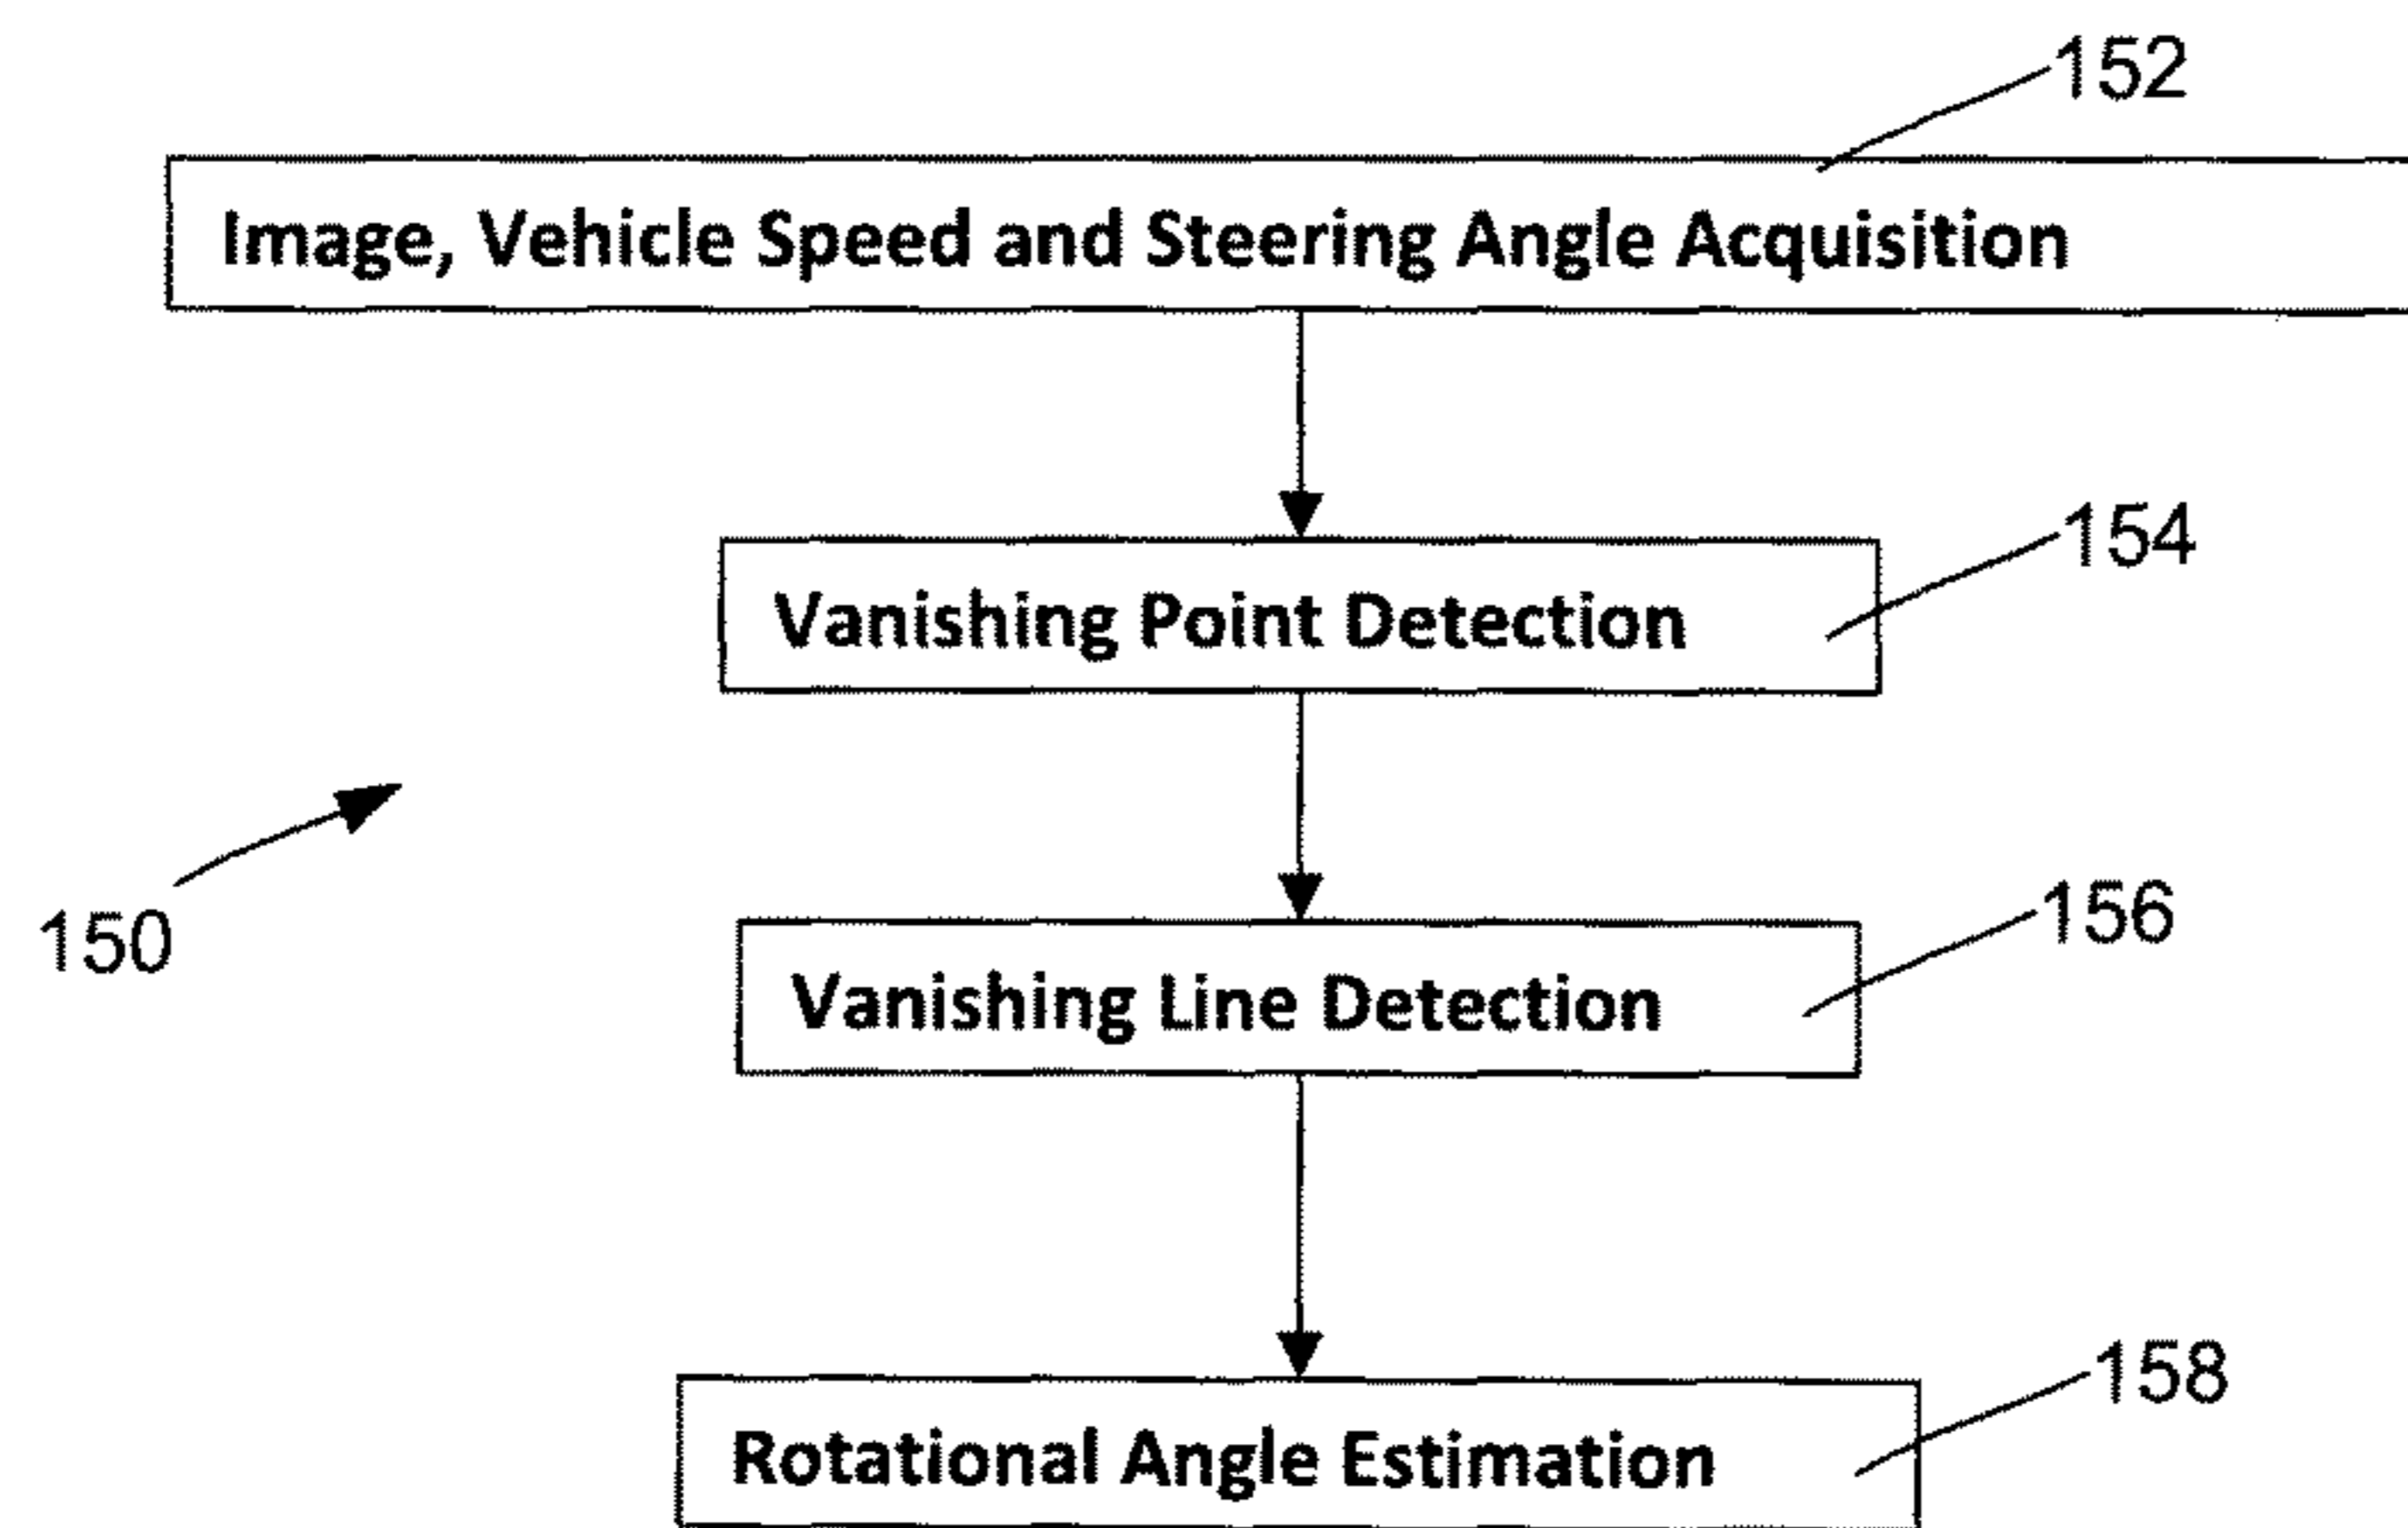 152
Image, Vehicle Speed and Steering Angle Acquisition
154
Vanishing Point Detection
156
150
Vanishing Line Detection
158
Rotational Angle Estimation